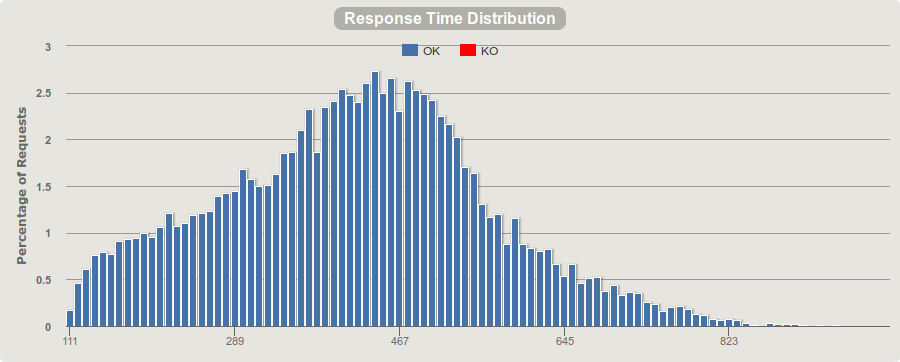 Response Time Distribution
OK KO
Percentage of Requests
3
2.5
2
1.5
1
0.5
0
111 289 467 645 823